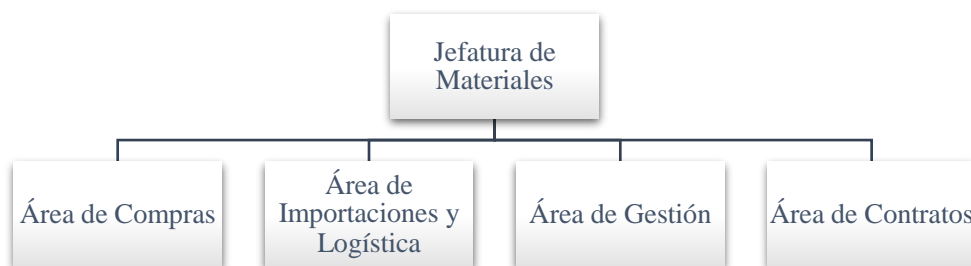 Jefatura de
Materiales
Área de Compras
Área de
Importaciones y
Logística
Área de Gestión
Área de Contratos